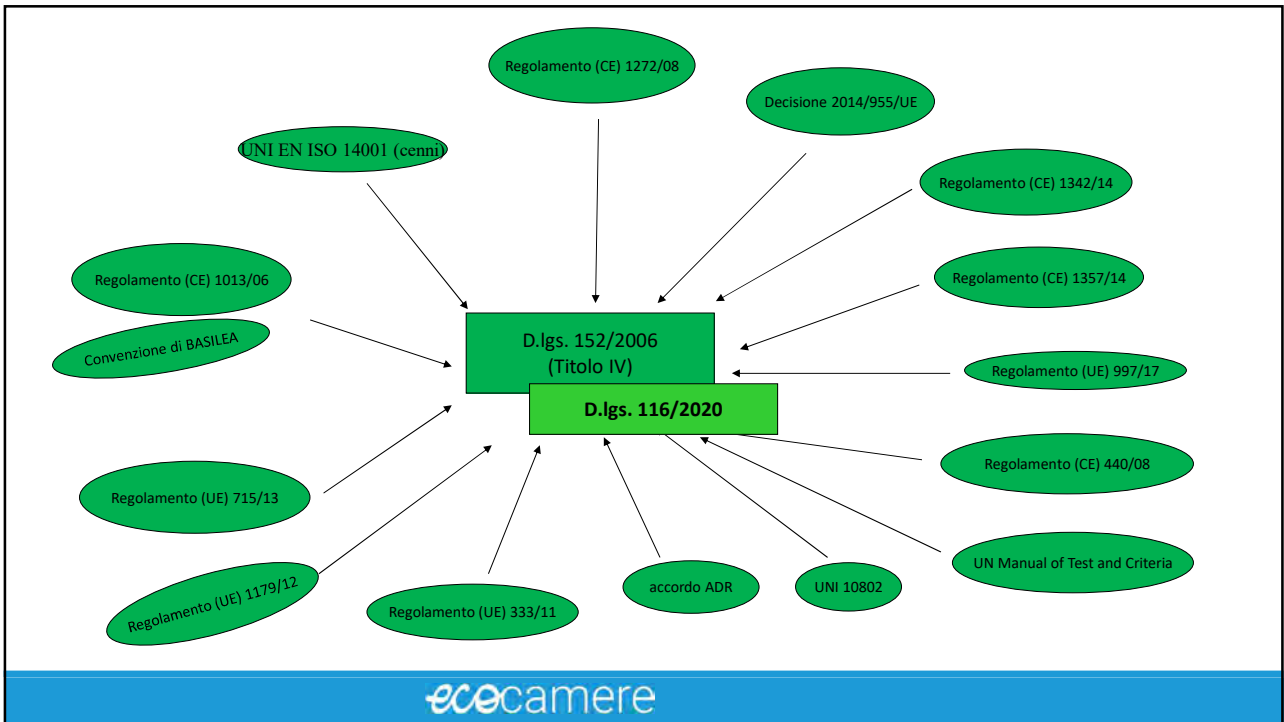 Regolamento (CE) 1272/08
Decisione 2014/955/UE
UNI EN ISO 14001 (cenni)
Regolamento (CE) 1342/14
Regolamento (CE) 1013/06
Regolamento (CE) 1357/14
Convenzione di BASILEA
D.lgs. 152/2006
(Titolo IV)
Regolamento (UE) 997/17
D.lgs. 116/2020
Regolamento (CE) 440/08
Regolamento (UE) 715/13
UN Manual of Test and Criteria
Regolamento (UE) 1179/12
accordo ADR
UNI 10802
Regolamento (UE) 333/11
ecocamere